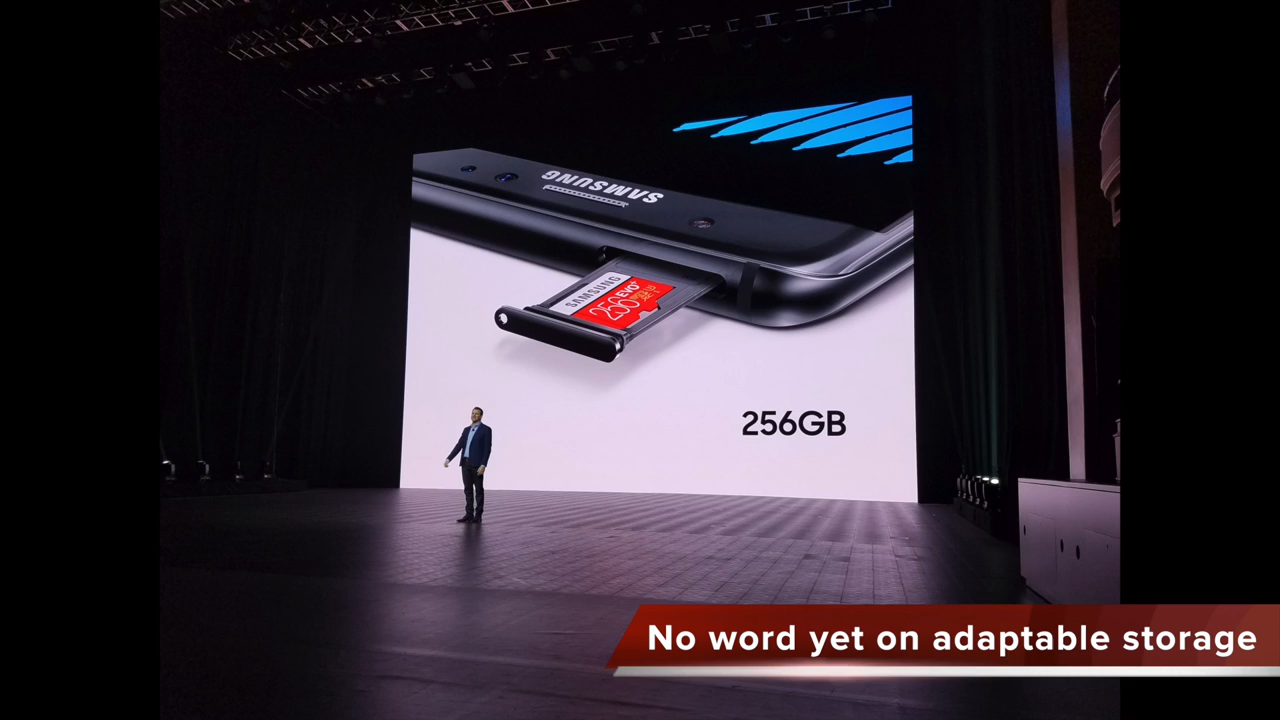 SAMSUNG
SAMSUNG
256 EVO+
256GB
No word yet on adaptable storage